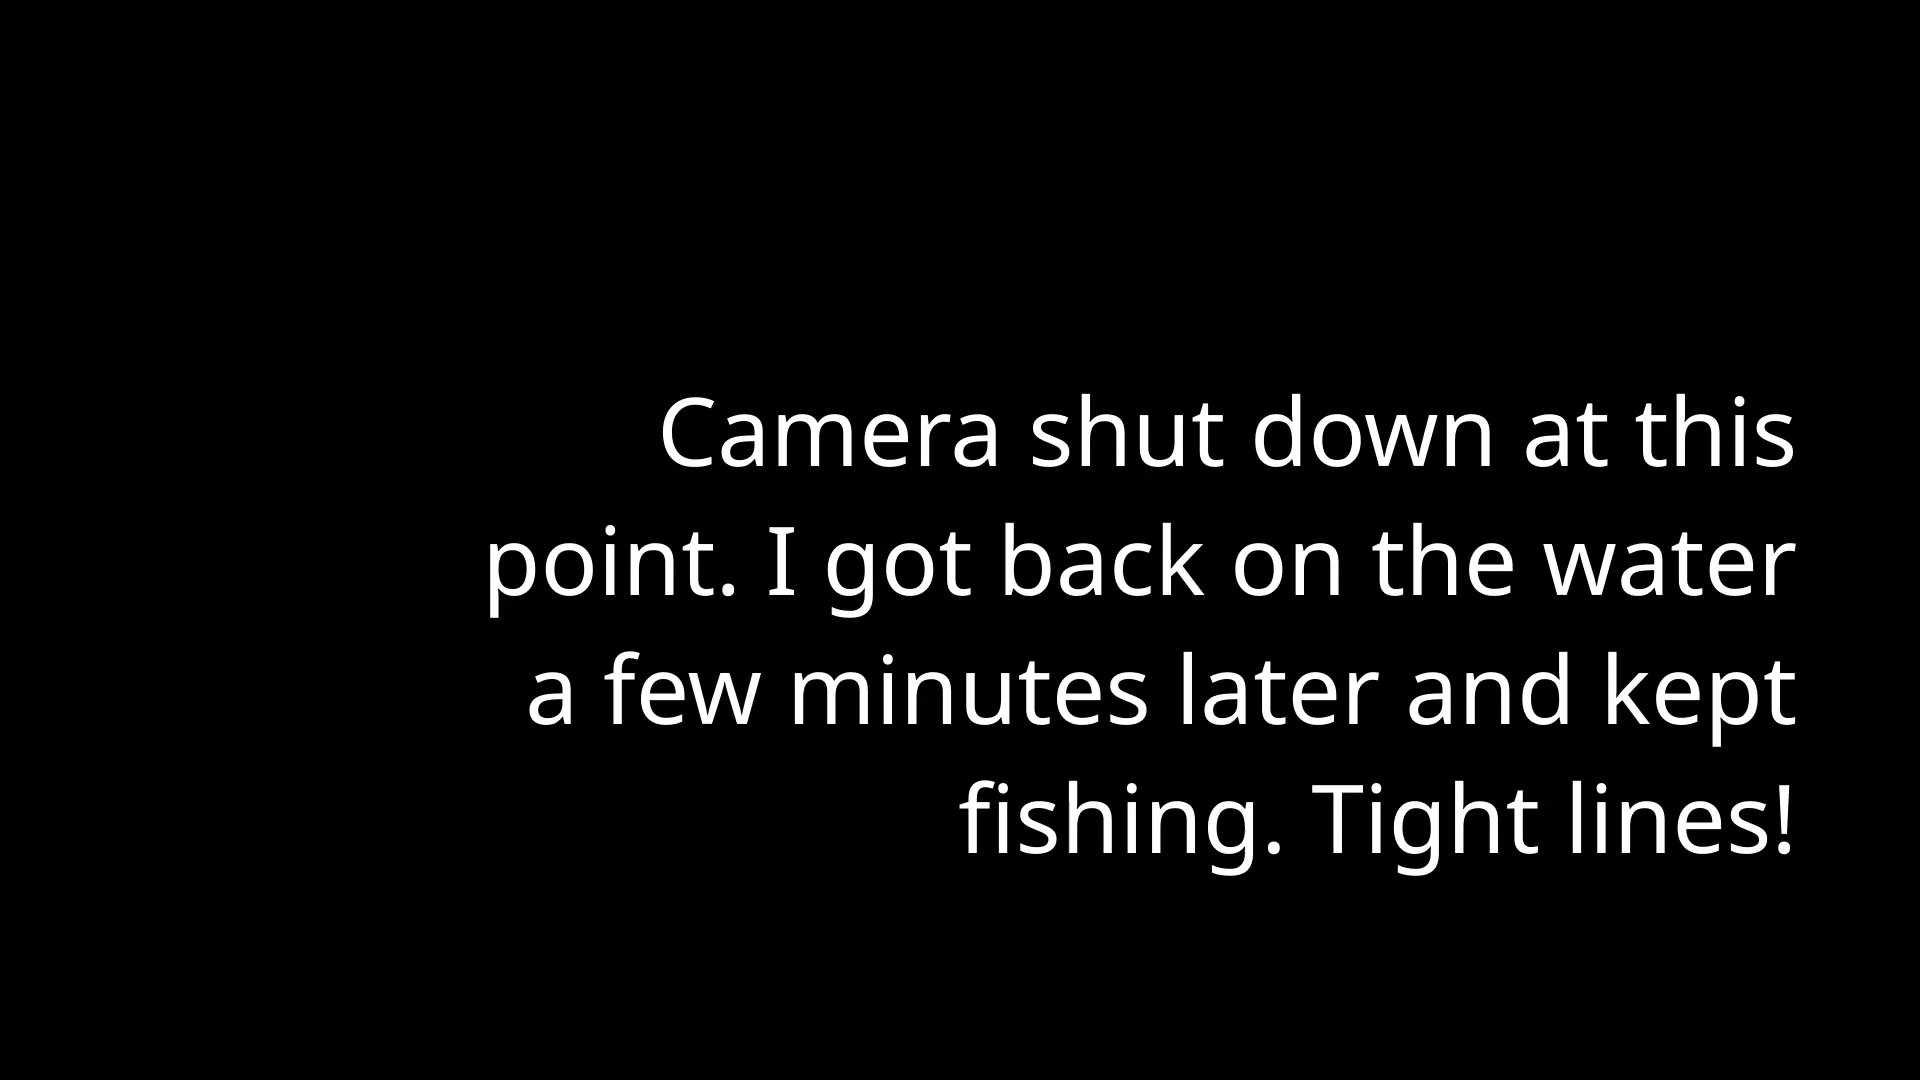 Camera shut down at this
point. I got back on the water
a few minutes later and kept
fishing. Tight lines!